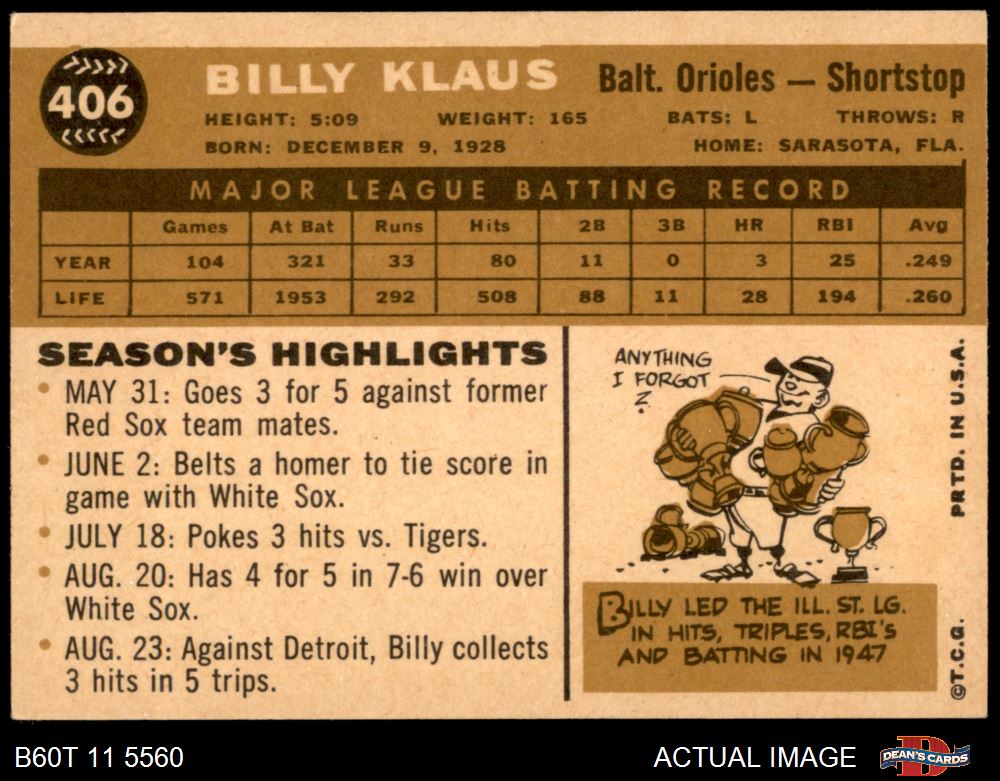 406
BILLY KLAUS
Balt. Orioles — Shortstop
HEIGHT: 5:09 WEIGHT: 165 BATS: L THROWS: R
BORN: DECEMBER 9, 1928 HOME: SARASOTA, FLA.
MAJOR LEAGUE BATTING RECORD
Games At Bat Runs Hits 2B 3B HR RBI Avg
YEAR 104 321 33 80 11 0 3 25 .249
LIFE 571 1953 292 508 88 11 28 194 .260
SEASON'S HIGHLIGHTS
• MAY 31: Goes 3 for 5 against former
Red Sox team mates.
• JUNE 2: Belts a homer to tie score in
game with White Sox.
• JULY 18: Pokes 3 hits vs. Tigers.
• AUG. 20: Has 4 for 5 in 7-6 win over
White Sox.
• AUG. 23: Against Detroit, Billy collects
3 hits in 5 trips.
ANYTHING
I FORGOT
?
BILLY LED THE ILL. ST. LG.
IN HITS, TRIPLES, RBI'S
AND BATTING IN 1947
©T.C.G. PRTD. IN U.S.A.
B60T 11 5560
ACTUAL IMAGE
DEAN'S CARDS